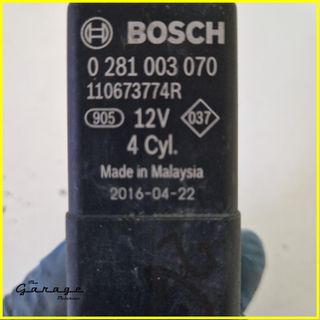 BOSCH
0 281 003 070
110673774R
905 12V 037
4 Cyl.
Made in Malaysia
2016-04-22
The
Garage